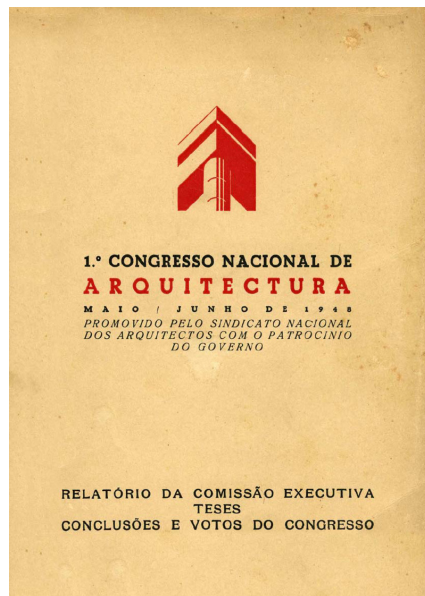 1.º CONGRESSO NACIONAL DE
ARQUITECTURA
MAIO / JUNHO DE 1948
PROMOVIDO PELO SINDICATO NACIONAL
DOS ARQUITECTOS COM O PATROCINIO
DO GOVERNO
RELATÓRIO DA COMISSÃO EXECUTIVA
TESES
CONCLUSÕES E VOTOS DO CONGRESSO